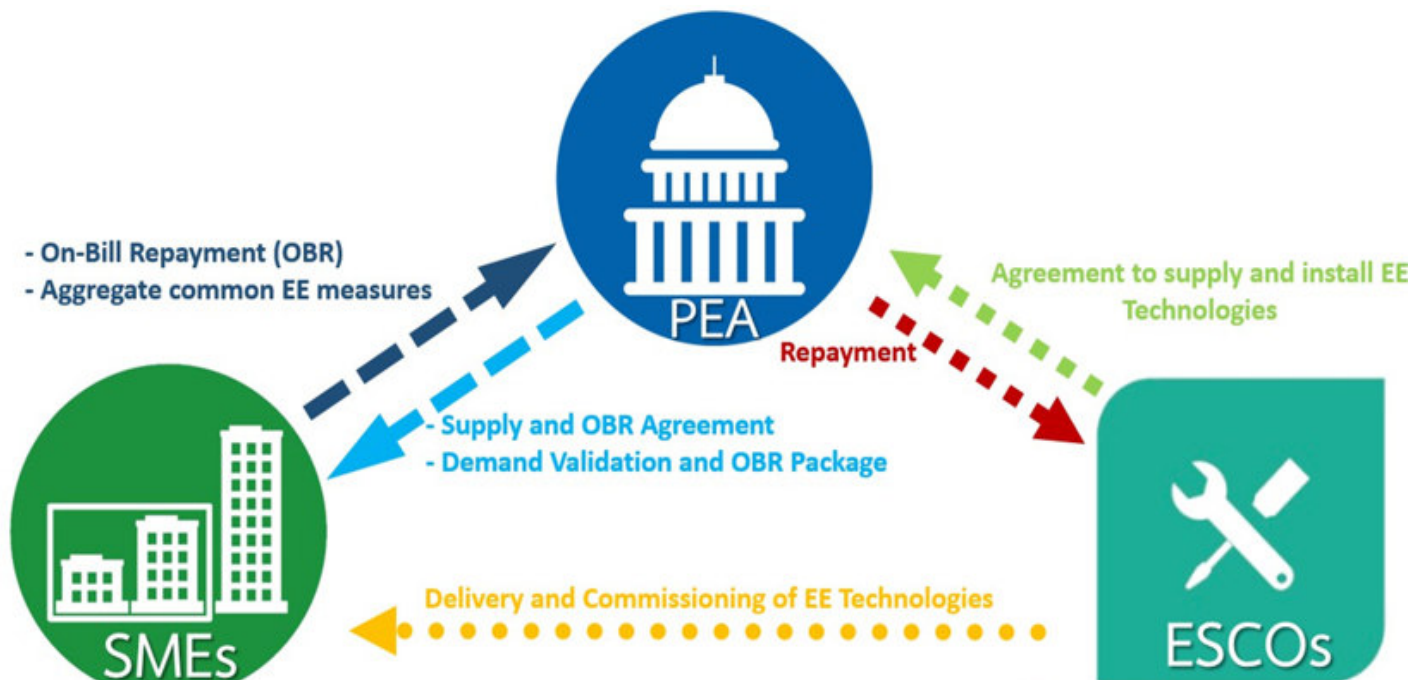 PEA
- On-Bill Repayment (OBR)
- Aggregate common EE measures
Agreement to supply and install EE
Technologies
Repayment
- Supply and OBR Agreement
- Demand Validation and OBR Package
Delivery and Commissioning of EE Technologies
SMEs
ESCOs